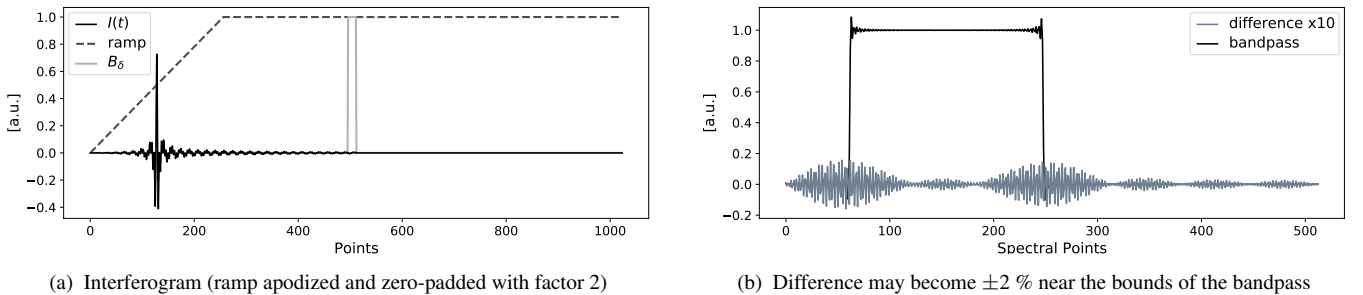 I(t)
ramp
B_δ
1.0
0.8
0.6
0.4
0.2
0.0
−0.2
−0.4
[a.u.]
0 200 400 600 800 1000
Points
(a) Interferogram (ramp apodized and zero-padded with factor 2)
difference x10
bandpass
1.0
0.8
0.6
0.4
0.2
0.0
−0.2
[a.u.]
0 100 200 300 400 500
Spectral Points
(b) Difference may become ±2 % near the bounds of the bandpass